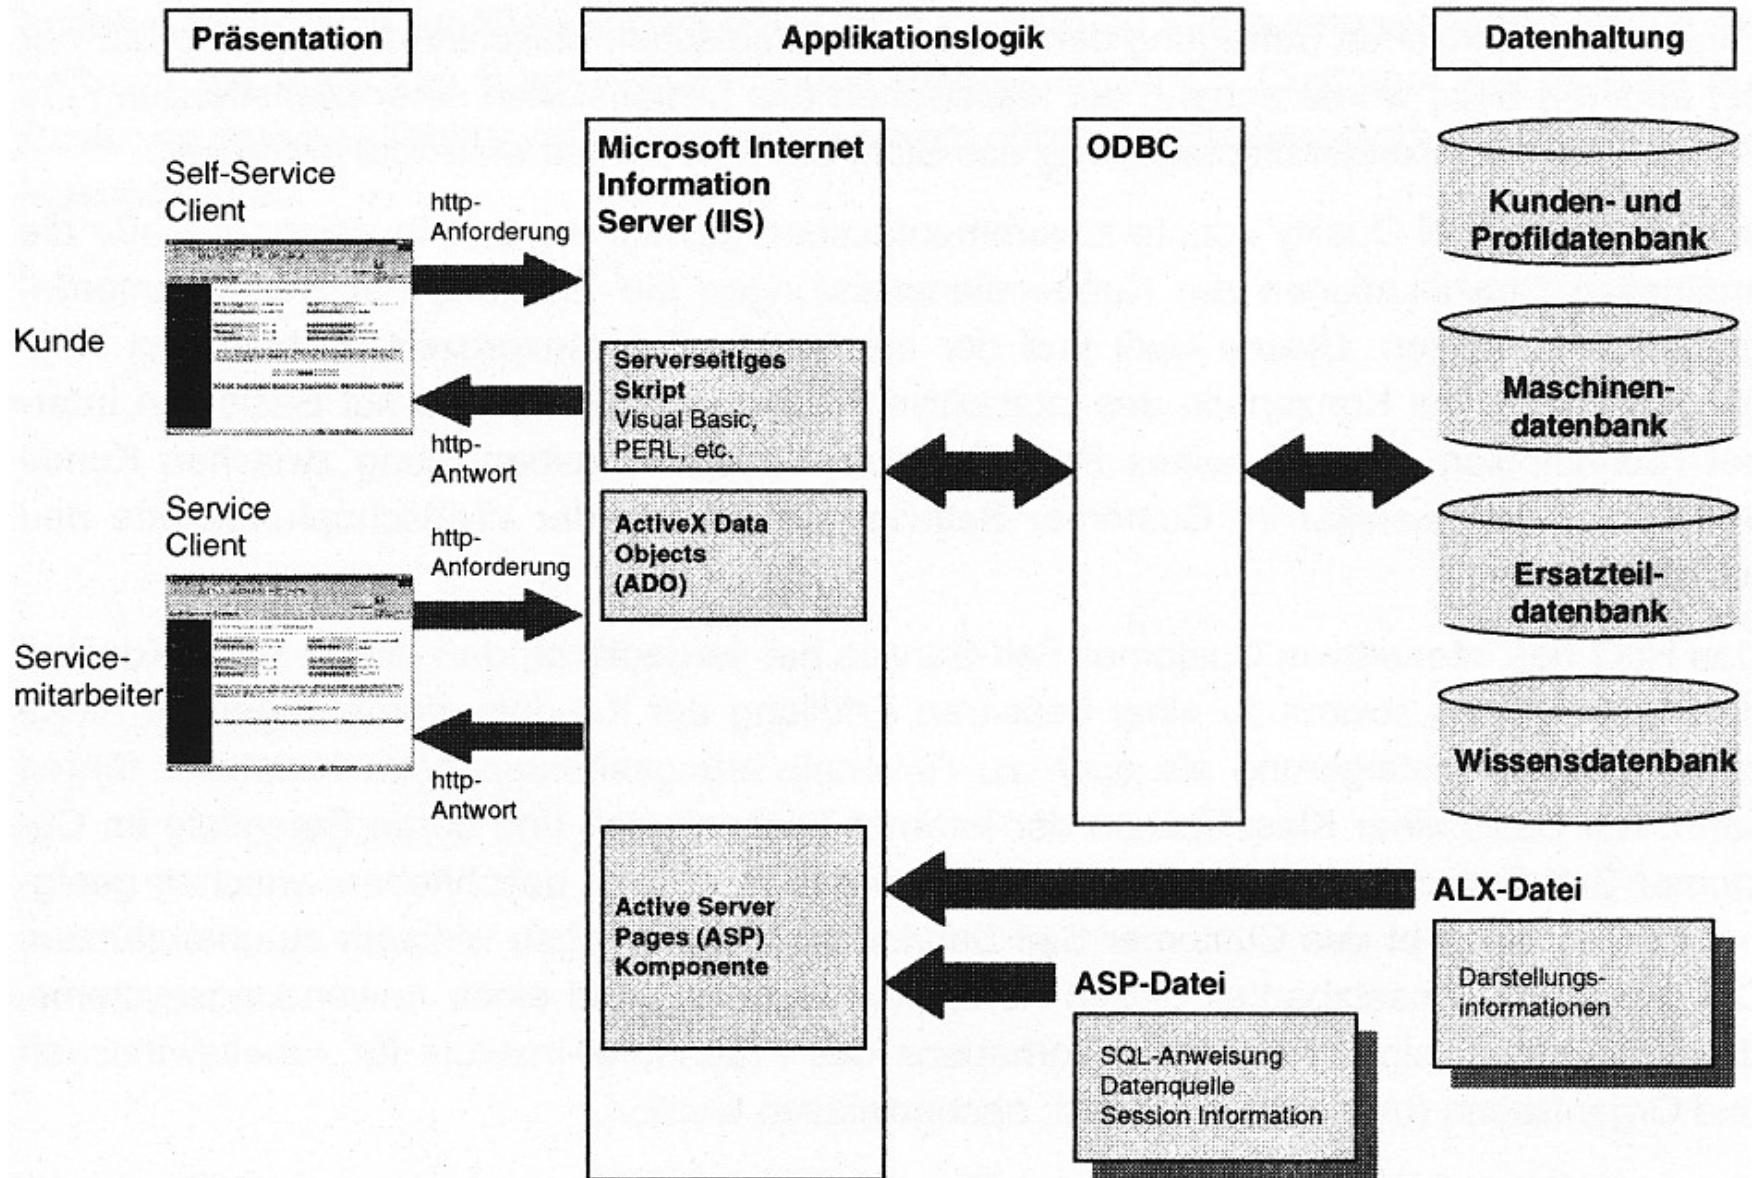 Präsentation
Applikationslogik
Datenhaltung
Self-Service
Client
http-
Anforderung
Kunde
http-
Antwort
Service
Client
http-
Anforderung
Service-
mitarbeiter
http-
Antwort
Microsoft Internet
Information
Server (IIS)
Serverseitiges
Skript
Visual Basic,
PERL, etc.
ActiveX Data
Objects
(ADO)
Active Server
Pages (ASP)
Komponente
ODBC
Kunden- und
Profildatenbank
Maschinen-
datenbank
Ersatzteil-
datenbank
Wissensdatenbank
ALX-Datei
Darstellungs-
informationen
ASP-Datei
SQL-Anweisung
Datenquelle
Session Information